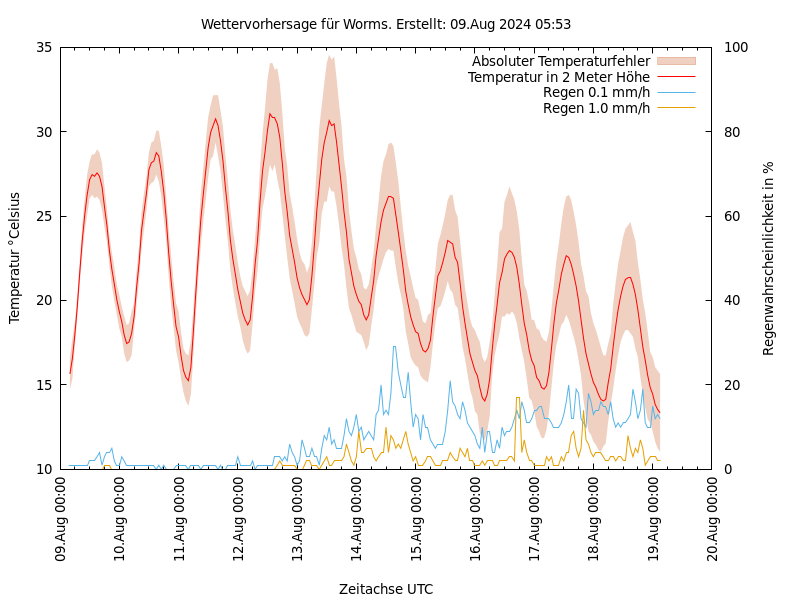 Wettervorhersage für Worms. Erstellt: 09.Aug 2024 05:53
Absoluter Temperaturfehler
Temperatur in 2 Meter Höhe
Regen 0.1 mm/h
Regen 1.0 mm/h
Temperatur °Celsius
35
30
25
20
15
10
Regenwahrscheinlichkeit in %
100
80
60
40
20
0
09.Aug 00:00
10.Aug 00:00
11.Aug 00:00
12.Aug 00:00
13.Aug 00:00
14.Aug 00:00
15.Aug 00:00
16.Aug 00:00
17.Aug 00:00
18.Aug 00:00
19.Aug 00:00
20.Aug 00:00
Zeitachse UTC